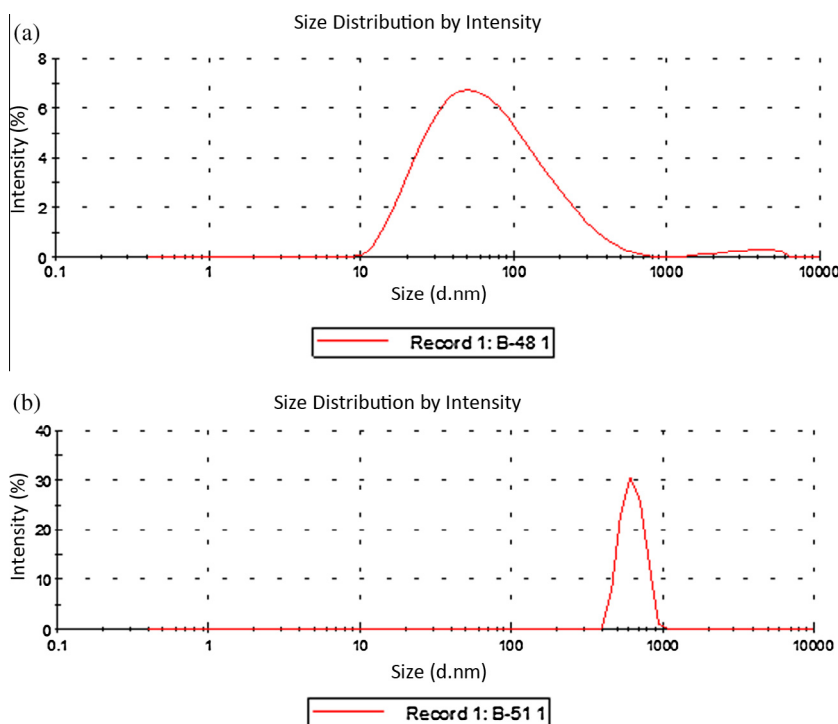 (a)
Size Distribution by Intensity
8
6
4
2
0
Intensity (%)
0.1 1 10 100 1000 10000
Size (d.nm)
Record 1: B-48 1
(b)
Size Distribution by Intensity
40
30
20
10
0
Intensity (%)
0.1 1 10 100 1000 10000
Size (d.nm)
Record 1: B-51 1